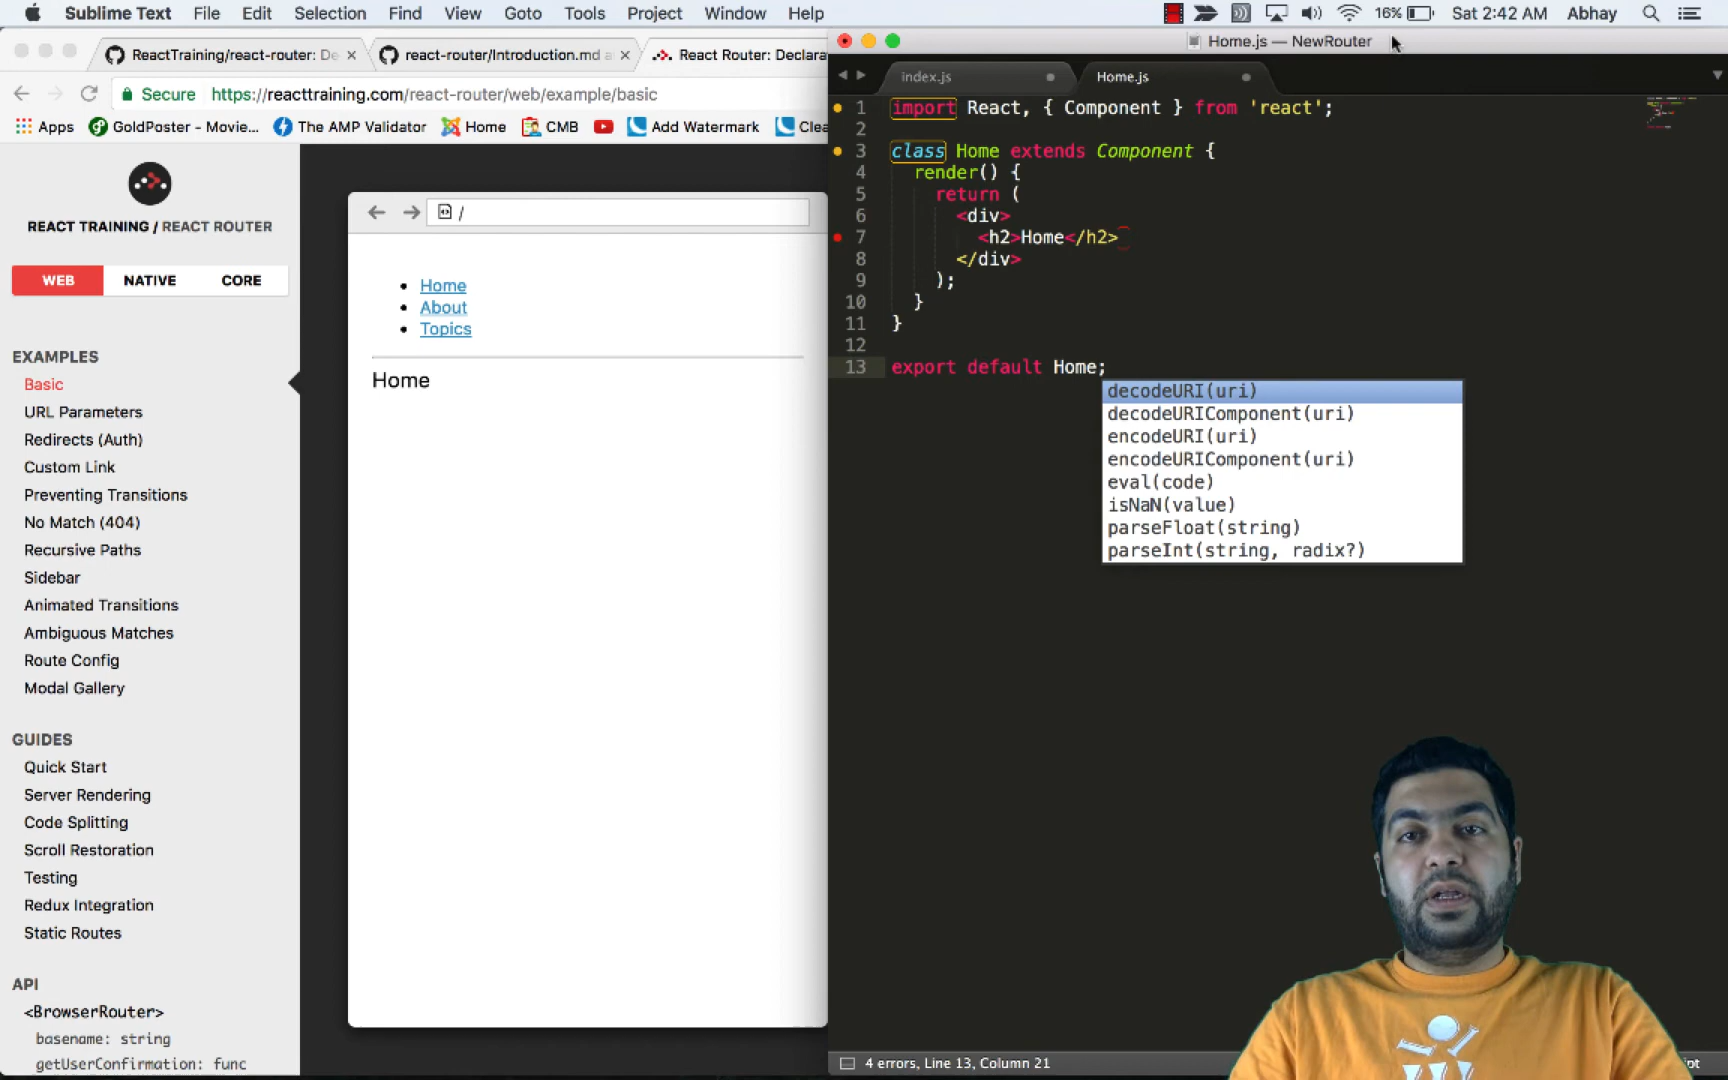 Sublime Text File Edit Selection Find View Goto Tools Project Window Help 16% Sat 2:42 AM Abhay
ReactTraining/react-router: De × react-router/Introduction.md a × React Router: Declara
Secure https://reacttraining.com/react-router/web/example/basic
Apps GoldPoster - Movie... The AMP Validator Home CMB Add Watermark Clea
REACT TRAINING / REACT ROUTER
WEB NATIVE CORE
EXAMPLES
Basic
URL Parameters
Redirects (Auth)
Custom Link
Preventing Transitions
No Match (404)
Recursive Paths
Sidebar
Animated Transitions
Ambiguous Matches
Route Config
Modal Gallery
GUIDES
Quick Start
Server Rendering
Code Splitting
Scroll Restoration
Testing
Redux Integration
Static Routes
API
<BrowserRouter>
basename: string
getUserConfirmation: func
/
• Home
• About
• Topics
Home
Home.js — NewRouter
index.js Home.js
1 import React, { Component } from 'react';
2
3 class Home extends Component {
4 render() {
5 return (
6 <div>
7 <h2>Home</h2>
8 </div>
9 );
10 }
11 }
12
13 export default Home;
decodeURI(uri)
decodeURIComponent(uri)
encodeURI(uri)
encodeURIComponent(uri)
eval(code)
isNaN(value)
parseFloat(string)
parseInt(string, radix?)
4 errors, Line 13, Column 21